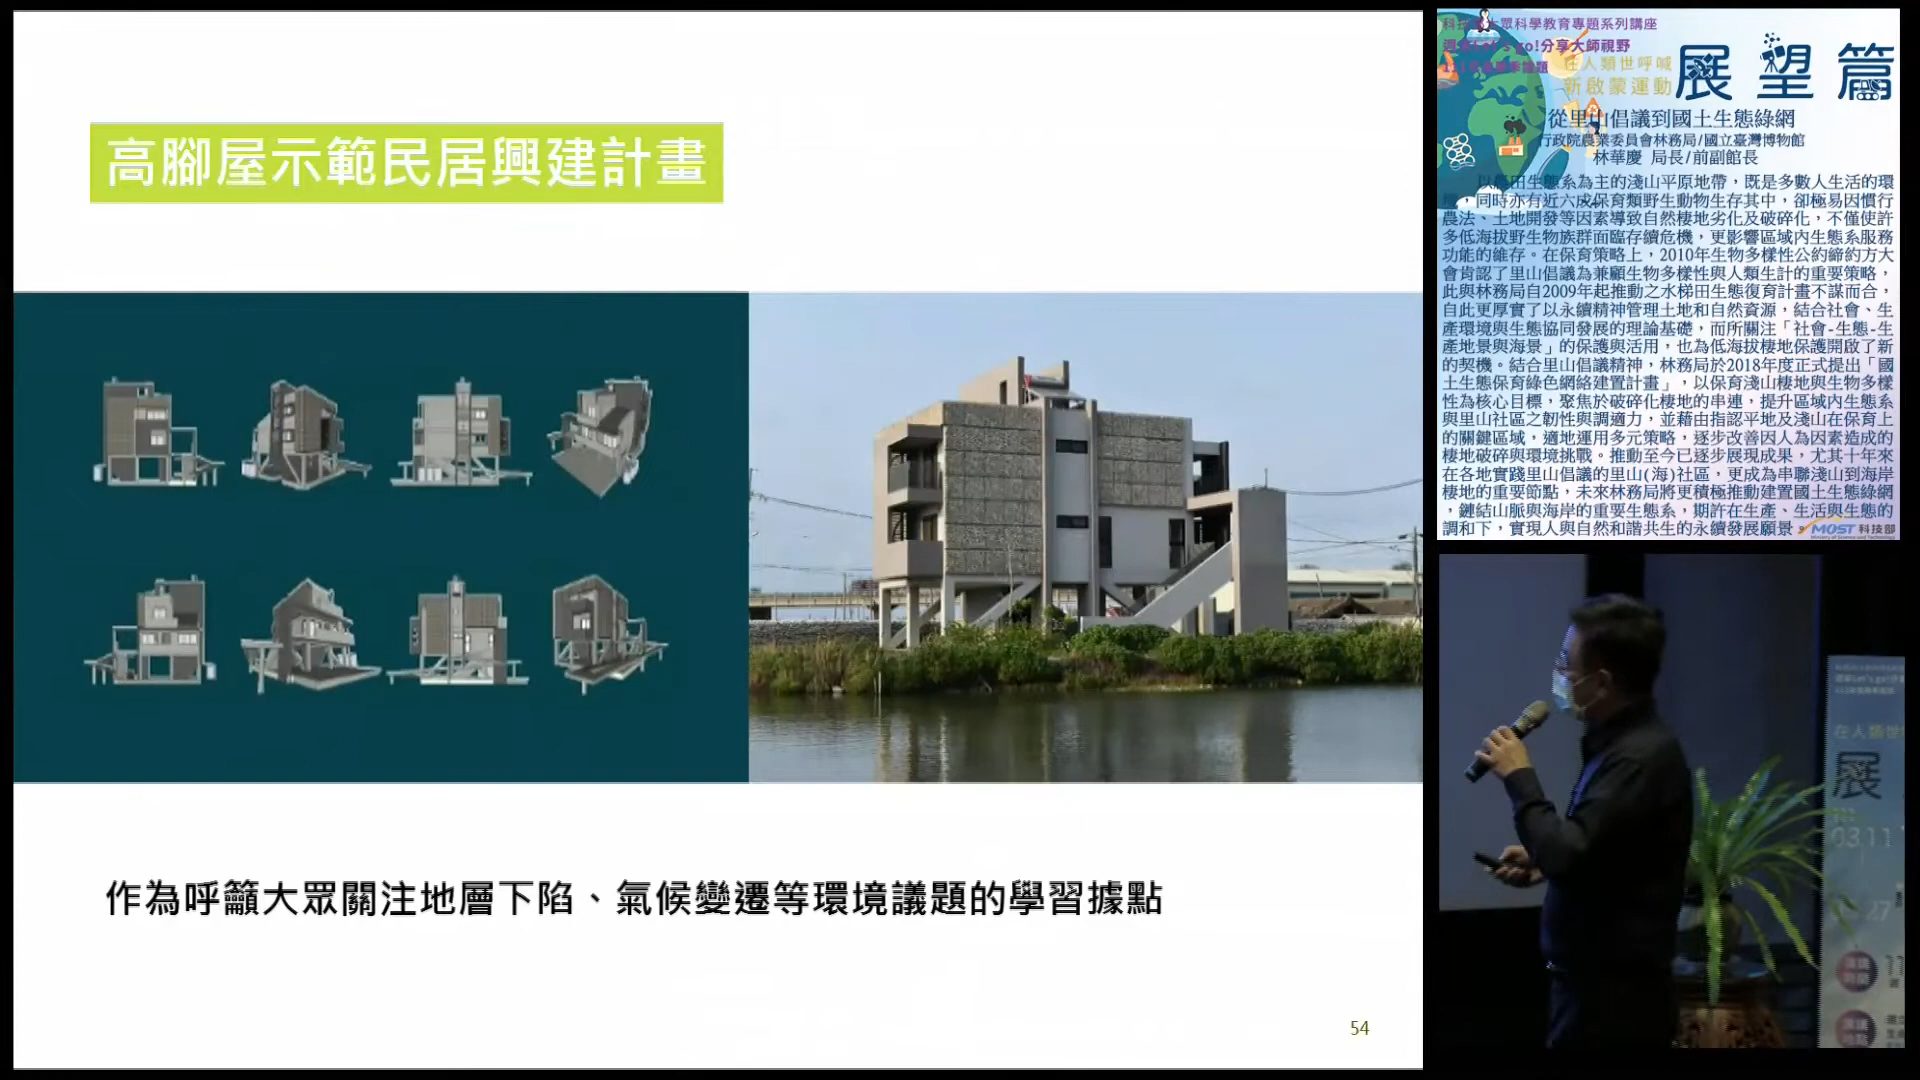 高腳屋示範民居興建計畫
作為呼籲大眾關注地層下陷、氣候變遷等環境議題的學習據點
54
分享大師視野
在人類世呼喊
新啟蒙運動
展望篇
從里山倡議到國土生態綠網
行政院農業委員會林務局/國立臺灣博物館
林華慶 局長/前副館長
以農田生態系為主的淺山平原地帶，既是多數人生活的環
境，同時亦有近六成保育類野生動物生存其中，卻極易因慣行
農法、土地開發等因素導致自然棲地劣化及破碎化，不僅使許
多低海拔野生物族群面臨存續危機，更影響區域內生態系服務
功能的維存。在保育策略上，2010年生物多樣性公約締約方大
會肯認了里山倡議為兼顧生物多樣性與人類生計的重要策略，
此與林務局自2009年起推動之水梯田生態復育計畫不謀而合，
自此更厚實了以永續精神管理土地和自然資源，結合社會、生
產環境與生態協同發展的理論基礎，而所關注「社會-生態-生
產地景與海景」的保護與活用，也為低海拔棲地保護開啟了新
的契機。結合里山倡議精神，林務局於2018年度正式提出「國
土生態保育綠色網絡建置計畫」，以保育淺山棲地與生物多樣
性為核心目標，聚焦於破碎化棲地的串連，提升區域內生態系
與里山社區之韌性與調適力，並藉由指認平地及淺山在保育上
的關鍵區域，適地運用多元策略，逐步改善因人為因素造成的
棲地破碎與環境挑戰。推動至今已逐步展現成果，尤其十年來
在各地實踐里山倡議的里山(海)社區，更成為串聯淺山到海岸
棲地的重要節點，未來林務局將更積極推動建置國土生態綠網
，鏈結山脈與海岸的重要生態系，期許在生產、生活與生態的
調和下，實現人與自然和諧共生的永續發展願景。
MOST 科技部
在人類世
展
03.11
27